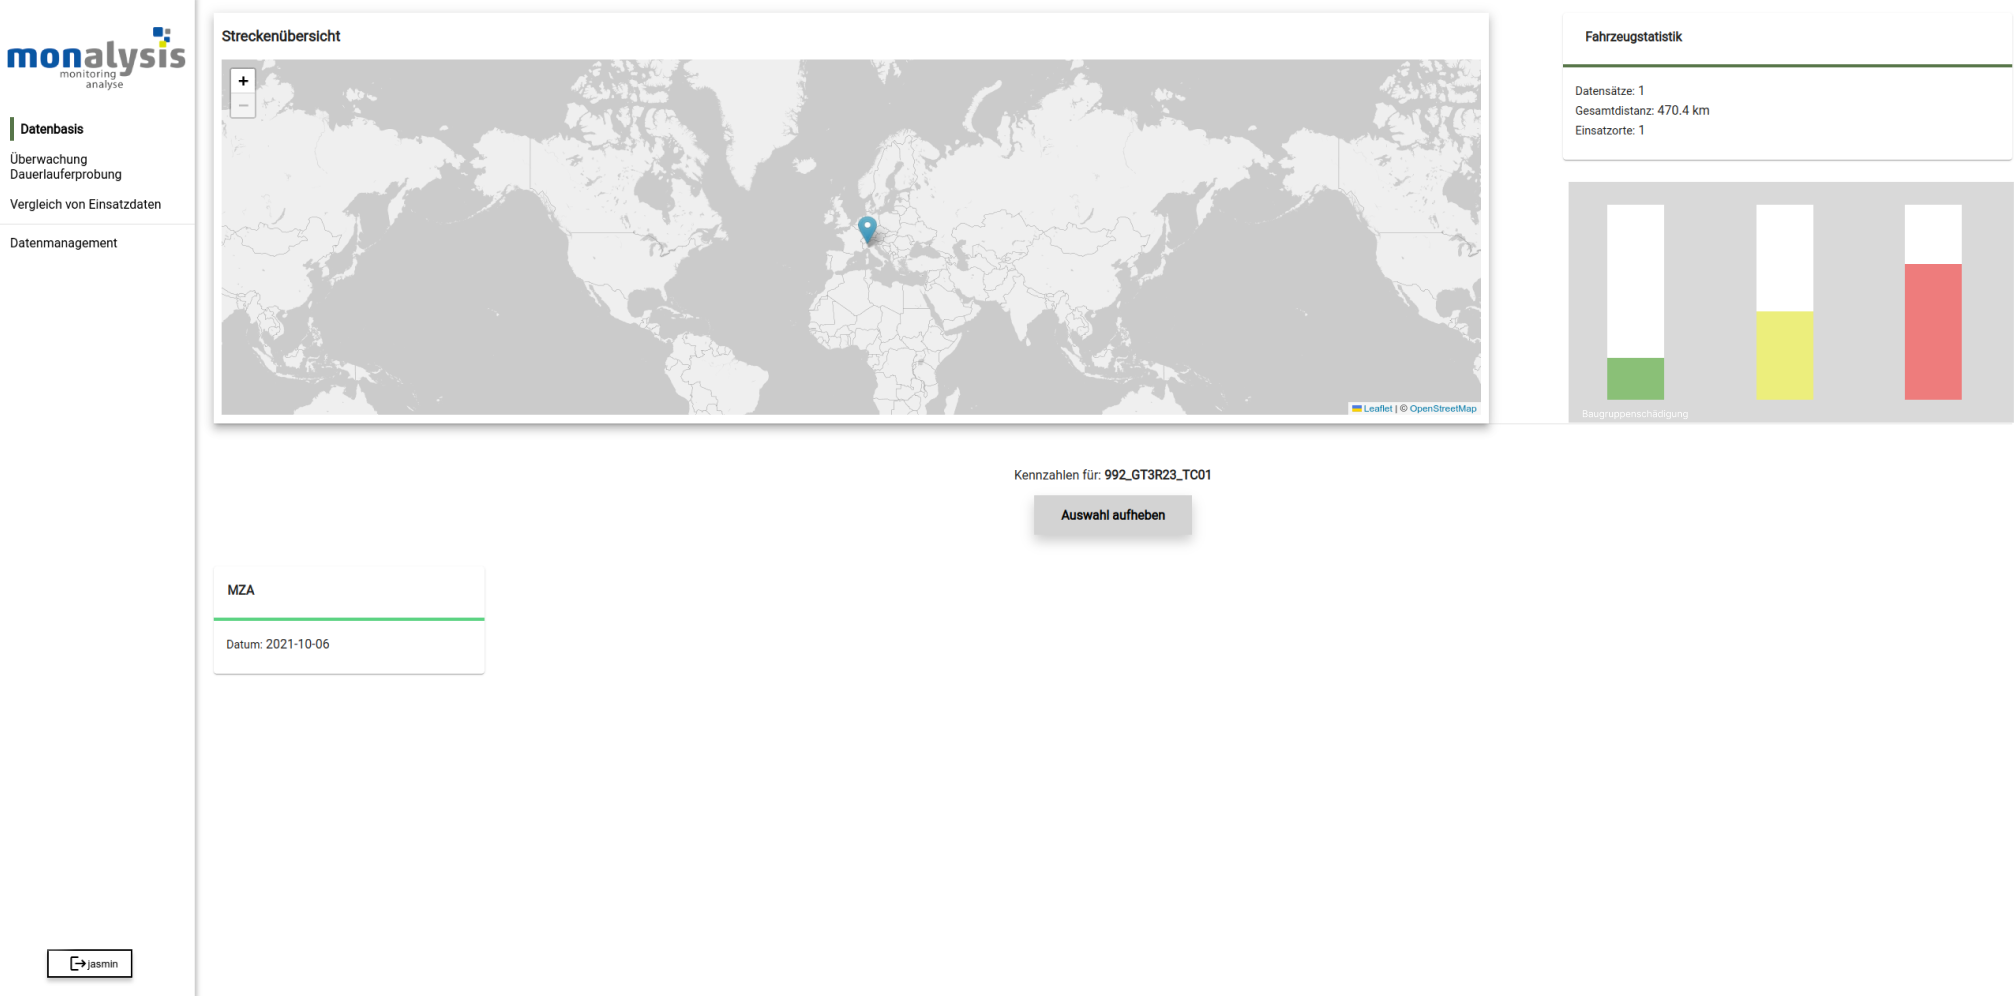 monalysis
monitoring
analyse
Datenbasis
Überwachung
Dauerlauferprobung
Vergleich von Einsatzdaten
Datenmanagement
jasmin
Streckenübersicht
+
−
Leaflet | © OpenStreetMap
Fahrzeugstatistik
Datensätze: 1
Gesamtdistanz: 470.4 km
Einsatzorte: 1
Baugruppenschädigung
Kennzahlen für: 992_GT3R23_TC01
Auswahl aufheben
MZA
Datum: 2021-10-06